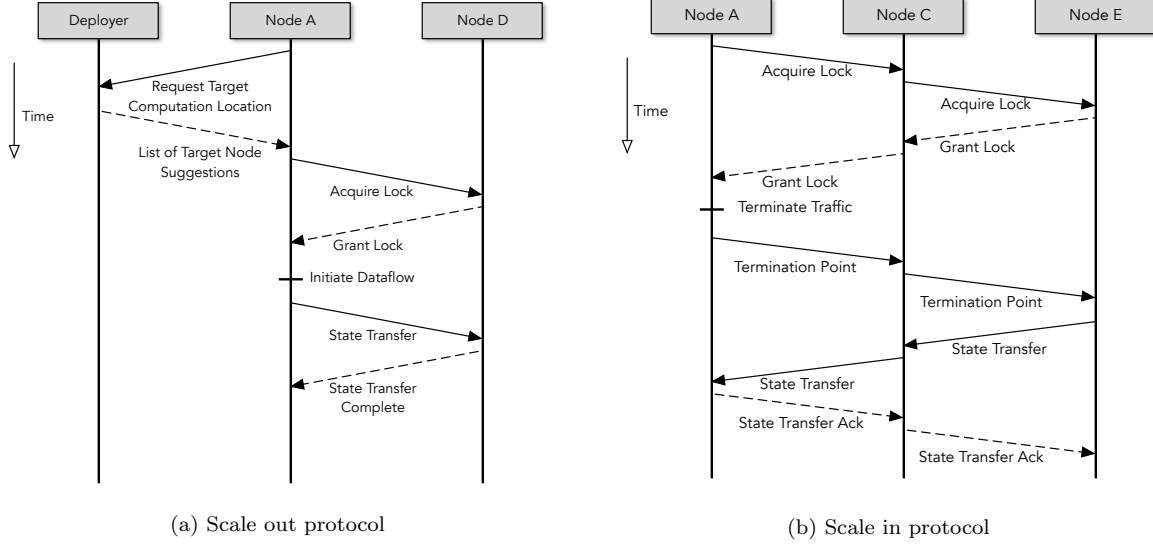 Deployer
Node A
Node D
Time
Request Target
Computation Location
List of Target Node
Suggestions
Acquire Lock
Grant Lock
Initiate Dataflow
State Transfer
State Transfer
Complete
(a) Scale out protocol
Node A
Node C
Node E
Time
Acquire Lock
Acquire Lock
Grant Lock
Grant Lock
Terminate Traffic
Termination Point
Termination Point
State Transfer
State Transfer
State Transfer Ack
State Transfer Ack
(b) Scale in protocol